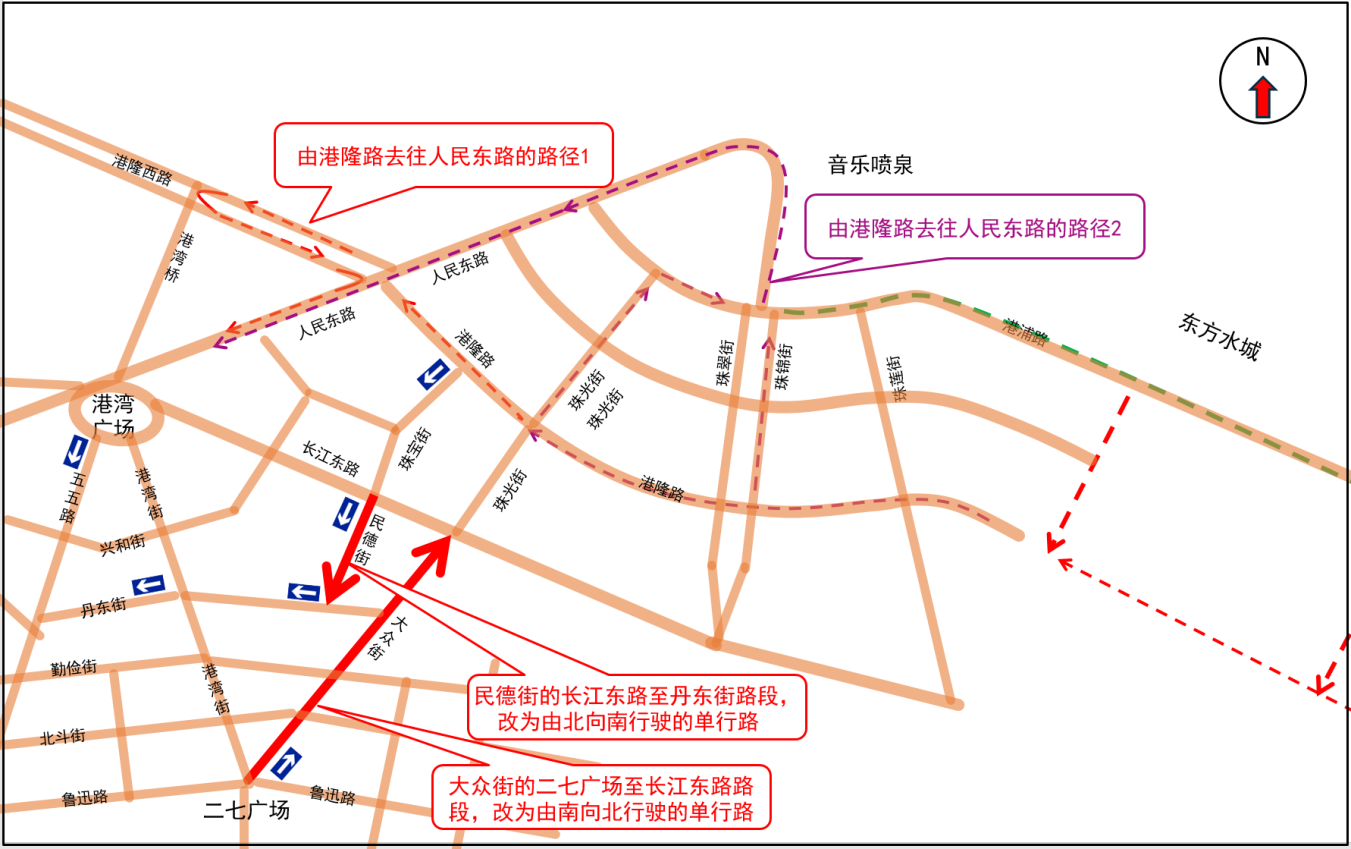 N
港隆西路
由港隆路去往人民东路的路径1
音乐喷泉
由港隆路去往人民东路的路径2
港湾桥
人民东路
人民东路
港隆路
港浦路
东方水城
珠翠街
珠锦街
珠莲街
珠光街
珠光街
港湾
广场
长江东路
珠宝街
珠光街
港隆路
五五路
港湾街
民德街
兴和街
丹东街
大众街
勤俭街
港湾街
民德街的长江东路至丹东街路段，
改为由北向南行驶的单行路
北斗街
大众街的二七广场至长江东路路
段，改为由南向北行驶的单行路
鲁迅路
鲁迅路
二七广场